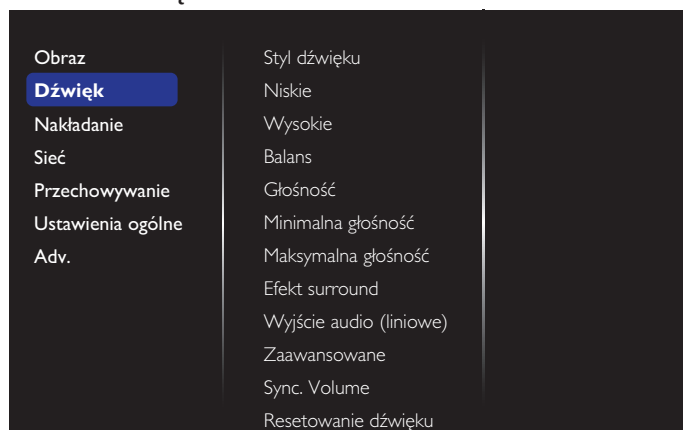 Obraz
Dźwięk
Nakładanie
Sieć
Przechowywanie
Ustawienia ogólne
Adv.
Styl dźwięku
Niskie
Wysokie
Balans
Głośność
Minimalna głośność
Maksymalna głośność
Efekt surround
Wyjście audio (liniowe)
Zaawansowane
Sync. Volume
Resetowanie dźwięku